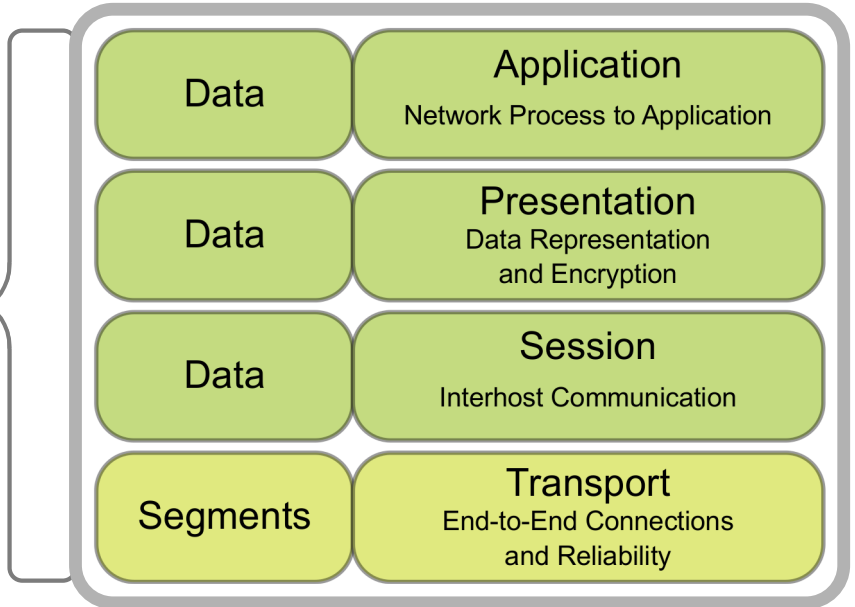 Data
Application
Network Process to Application
Data
Presentation
Data Representation
and Encryption
Data
Session
Interhost Communication
Segments
Transport
End-to-End Connections
and Reliability